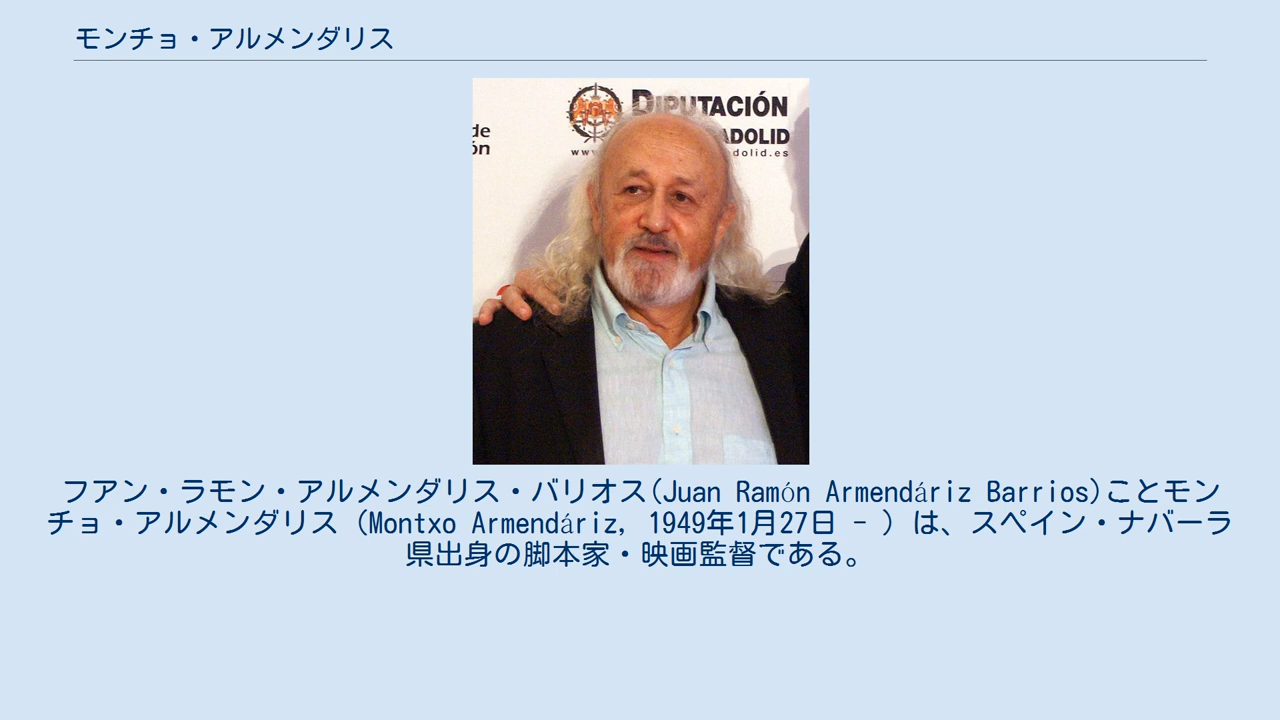 モンチョ・アルメンダリス
DIPUTACIÓN
de
ADOLID
ón
www.
dolid.es
フアン・ラモン・アルメンダリス・バリオス(Juan Ramón Armendáriz Barrios)ことモン
チョ・アルメンダリス (Montxo Armendáriz, 1949年1月27日 - ) は、スペイン・ナバーラ
県出身の脚本家・映画監督である。